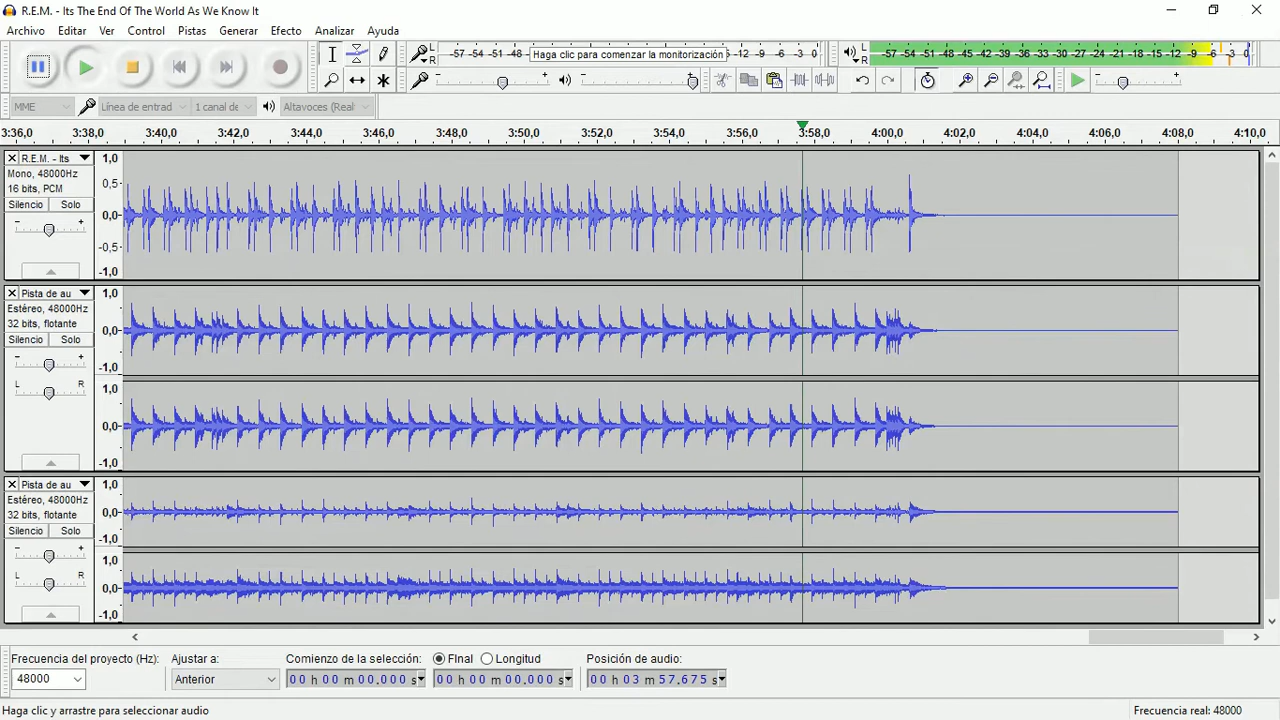 R.E.M. - Its The End Of The World As We Know It
Archivo Editar Ver Control Pistas Generar Efecto Analizar Ayuda
L R -57 -54 -51 -48 Haga clic para comenzar la monitorización -12 -9 -6 -3 0
L R -57 -54 -51 -48 -45 -42 -39 -36 -33 -30 -27 -24 -21 -18 -15 -12 -9 -6 -3 0
MME Línea de entrad 1 canal de Altavoces (Real
3:36,0 3:38,0 3:40,0 3:42,0 3:44,0 3:46,0 3:48,0 3:50,0 3:52,0 3:54,0 3:56,0 3:58,0 4:00,0 4:02,0 4:04,0 4:06,0 4:08,0 4:10,0
R.E.M. - Its
Mono, 48000Hz
16 bits, PCM
Silencio Solo
- +
1,0
0,5
0,0
-0,5
-1,0
Pista de au
Estéreo, 48000Hz
32 bits, flotante
Silencio Solo
- +
L R
1,0
0,0
-1,0
1,0
0,0
-1,0
Pista de au
Estéreo, 48000Hz
32 bits, flotante
Silencio Solo
- +
L R
1,0
0,0
-1,0
1,0
0,0
-1,0
Frecuencia del proyecto (Hz): Ajustar a: Comienzo de la selección: FInal Longitud Posición de audio:
48000 Anterior 00 h 00 m 00.000 s 00 h 00 m 00.000 s 00 h 03 m 57.675 s
Haga clic y arrastre para seleccionar audio Frecuencia real: 48000